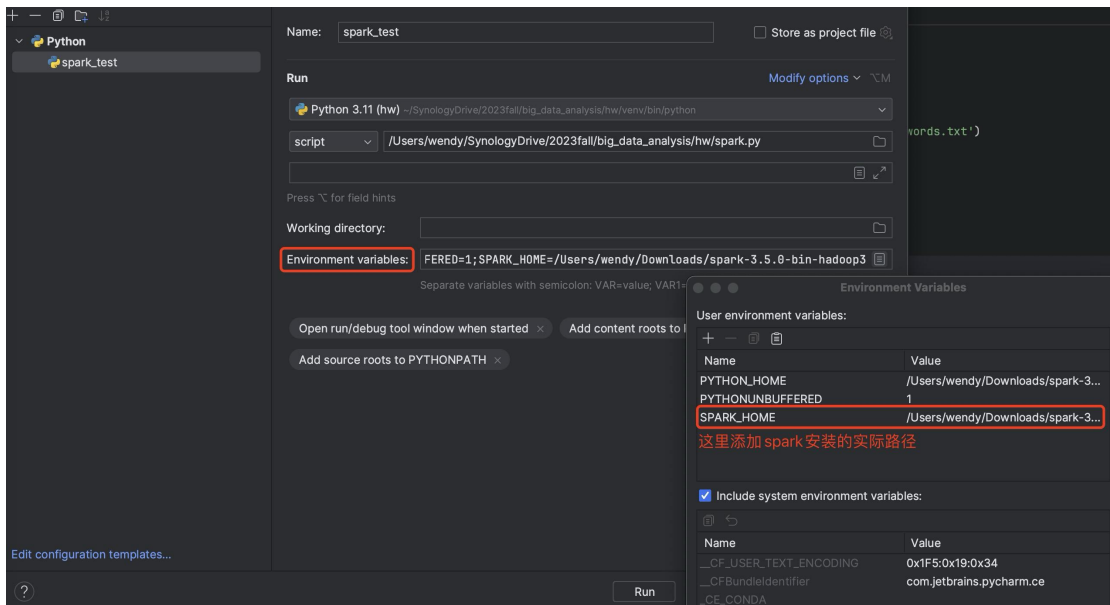 Python
spark_test
Name: spark_test Store as project file
Run Modify options ⌥M
Python 3.11 (hw) ~/SynologyDrive/2023fall/big_data_analysis/hw/venv/bin/python
script /Users/wendy/SynologyDrive/2023fall/big_data_analysis/hw/spark.py
Press ⌥ for field hints
Working directory:
Environment variables: FERED=1;SPARK_HOME=/Users/wendy/Downloads/spark-3.5.0-bin-hadoop3
Separate variables with semicolon: VAR=value; VAR1=
Open run/debug tool window when started × Add content roots to
Add source roots to PYTHONPATH ×
Edit configuration templates...
?
Run
words.txt')
Environment Variables
User environment variables:
Name Value
PYTHON_HOME /Users/wendy/Downloads/spark-3...
PYTHONUNBUFFERED 1
SPARK_HOME /Users/wendy/Downloads/spark-3...
这里添加spark安装的实际路径
Include system environment variables:
Name Value
__CF_USER_TEXT_ENCODING 0x1F5:0x19:0x34
__CFBundleIdentifier com.jetbrains.pycharm.ce
_CE_CONDA